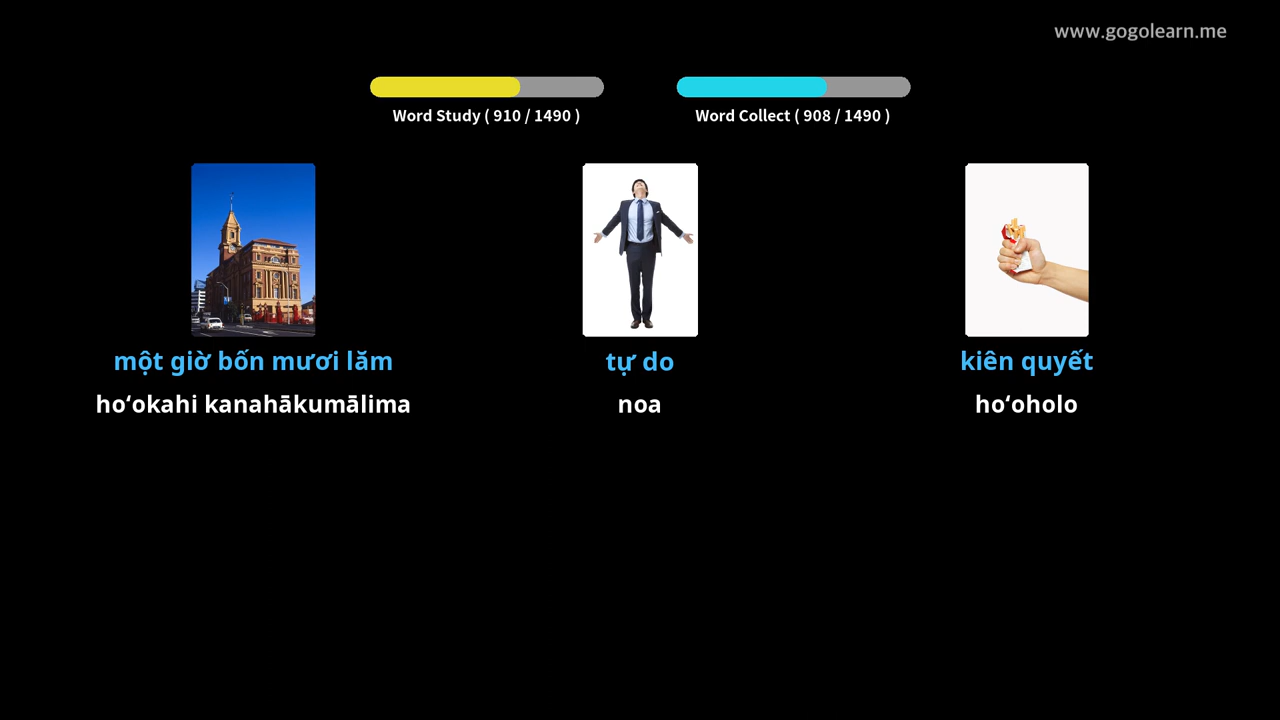 www.gogolearn.me
Word Study ( 910 / 1490 )
Word Collect ( 908 / 1490 )
một giờ bốn mươi lăm
hoʻokahi kanahākumālima
tự do
noa
kiên quyết
hoʻoholo